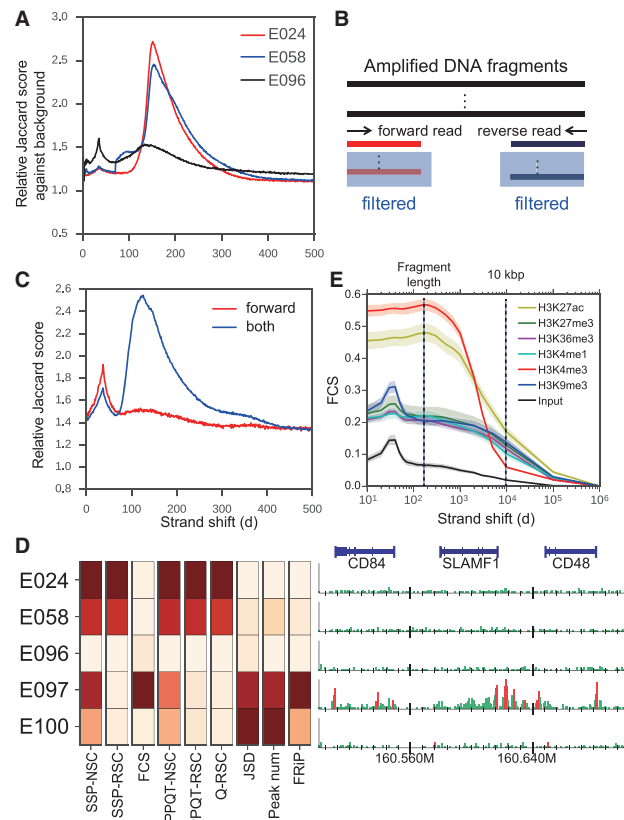 A
Relative Jaccard score
against background
3.0
2.5
2.0
1.5
1.1
0.5
0
100
200
300
400
500
E024
E058
E096
B
Amplified DNA fragments
forward read
reverse read
filtered
filtered
C
Relative Jaccard score
2.6
2.4
2.2
2.0
1.8
1.6
1.4
1.2
0.8
0
100
200
300
400
500
Strand shift (d)
forward
both
E
Fragment
length
10 kbp
FCS
0.6
0.5
0.4
0.3
0.2
0.1
0.0
10¹
10²
10³
10⁴
10⁵
10⁶
Strand shift (d)
H3K27ac
H3K27me3
H3K36me3
H3K4me1
H3K4me3
H3K9me3
Input
D
E024
E058
E096
E097
E100
SSP-NSC
SSP-RSC
FCS
PPQT-NSC
PQT-RSC
Q-RSC
JSD
Peak num
FRiP
CD84
SLAMF1
CD48
160.560M
160.640M